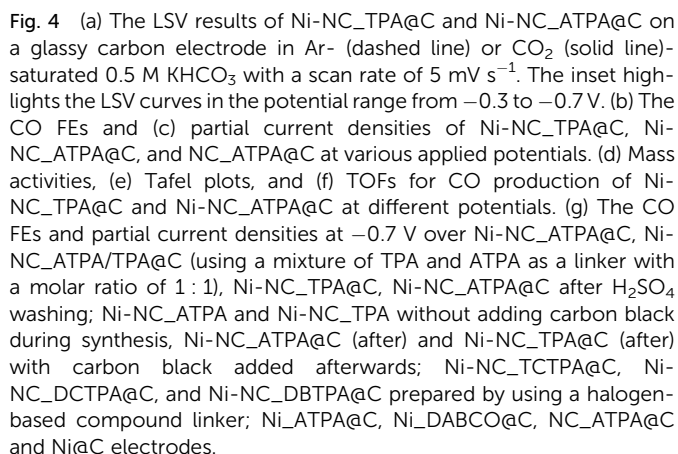 Fig. 4 (a) The LSV results of Ni-NC_TPA@C and Ni-NC_ATPA@C on
a glassy carbon electrode in Ar- (dashed line) or CO₂ (solid line)-
saturated 0.5 M KHCO₃ with a scan rate of 5 mV s⁻¹. The inset high-
lights the LSV curves in the potential range from −0.3 to −0.7 V. (b) The
CO FEs and (c) partial current densities of Ni-NC_TPA@C, Ni-
NC_ATPA@C, and NC_ATPA@C at various applied potentials. (d) Mass
activities, (e) Tafel plots, and (f) TOFs for CO production of Ni-
NC_TPA@C and Ni-NC_ATPA@C at different potentials. (g) The CO
FEs and partial current densities at −0.7 V over Ni-NC_ATPA@C, Ni-
NC_ATPA/TPA@C (using a mixture of TPA and ATPA as a linker with
a molar ratio of 1 : 1), Ni-NC_TPA@C, Ni-NC_ATPA@C after H₂SO₄
washing; Ni-NC_ATPA and Ni-NC_TPA without adding carbon black
during synthesis, Ni-NC_ATPA@C (after) and Ni-NC_TPA@C (after)
with carbon black added afterwards; Ni-NC_TCTPA@C, Ni-
NC_DCTPA@C, and Ni-NC_DBTPA@C prepared by using a halogen-
based compound linker; Ni_ATPA@C, Ni_DABCO@C, NC_ATPA@C
and Ni@C electrodes.